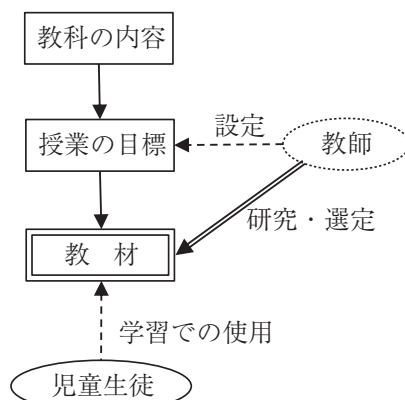 教科の内容
設定
授業の目標
教師
研究・選定
教 材
学習での使用
児童生徒